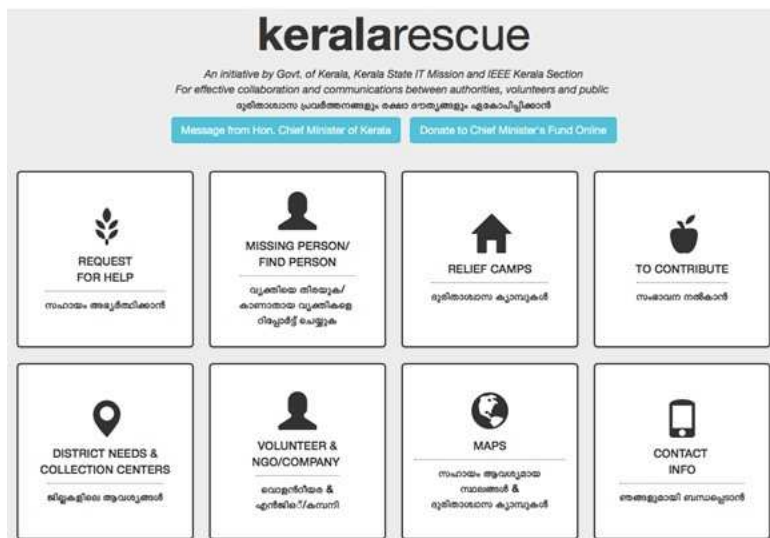 keralarescue
An initiative by Govt. of Kerala, Kerala State IT Mission and IEEE Kerala Section
For effective collaboration and communications between authorities, volunteers and public
ദുരിതാശ്വാസ പ്രവർത്തനങ്ങളും രക്ഷാ ദൗത്യങ്ങളും ഏകോപിപ്പിക്കാൻ
Message from Hon. Chief Minister of Kerala
Donate to Chief Minister's Fund Online
REQUEST
FOR HELP
സഹായം അഭ്യർത്ഥിക്കാൻ
MISSING PERSON/
FIND PERSON
വ്യക്തിയെ തിരയുക/
കാണാതായ വ്യക്തികളെ
റിപ്പോർട്ട് ചെയ്യുക
RELIEF CAMPS
ദുരിതാശ്വാസ ക്യാമ്പുകൾ
TO CONTRIBUTE
സംഭാവന നൽകാൻ
DISTRICT NEEDS &
COLLECTION CENTERS
ജില്ലകളിലെ ആവശ്യങ്ങൾ
VOLUNTEER &
NGO/COMPANY
വൊളൻറീയര &
എൻജിഒ്/കമ്പനി
MAPS
സഹായം ആവശ്യമായ
സ്ഥലങ്ങൾ &
ദുരിതാശ്വാസ ക്യാമ്പുകൾ
CONTACT
INFO
ഞങ്ങളുമായി ബന്ധപ്പെടാൻ